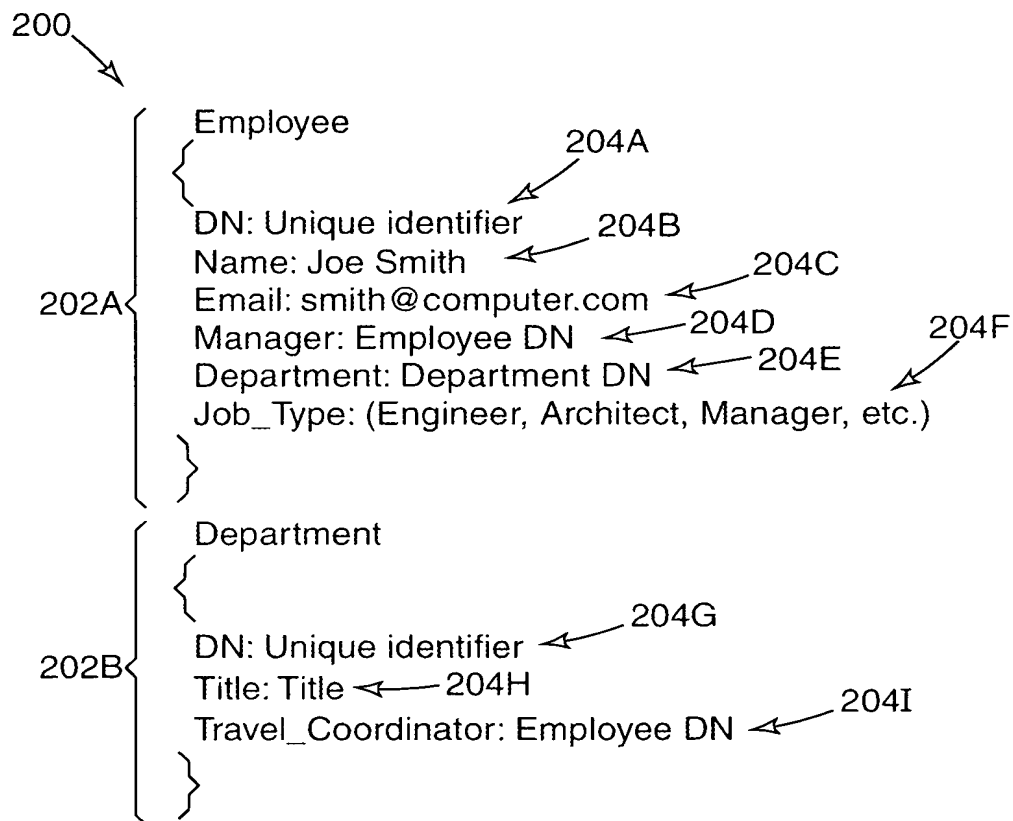 200
Employee
{
204A
DN: Unique identifier
204B
Name: Joe Smith
204C
202A
Email: smith@computer.com
204D
Manager: Employee DN
204F
204E
Department: Department DN
Job_Type: (Engineer, Architect, Manager, etc.)
}
Department
{
204G
DN: Unique identifier
202B
Title: Title
204H
204I
Travel_Coordinator: Employee DN
}